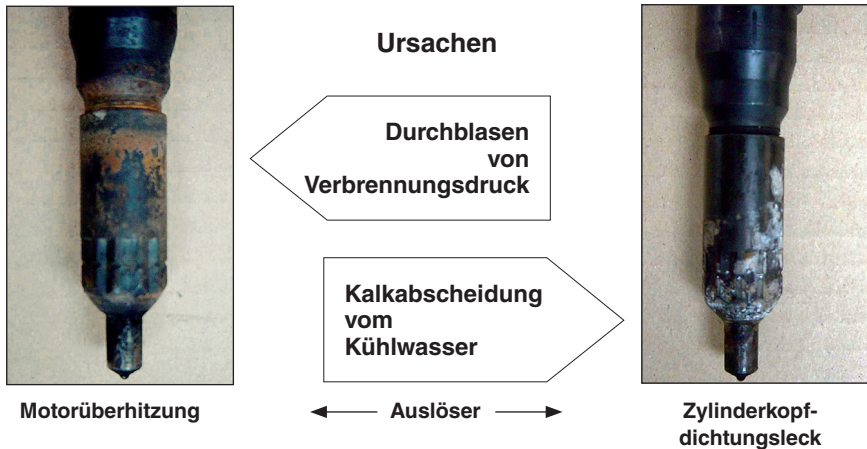 Ursachen
Durchblasen
von
Verbrennungsdruck
Kalkabscheidung
vom
Kühlwasser
Motorüberhitzung
Auslöser
Zylinderkopf-
dichtungsleck